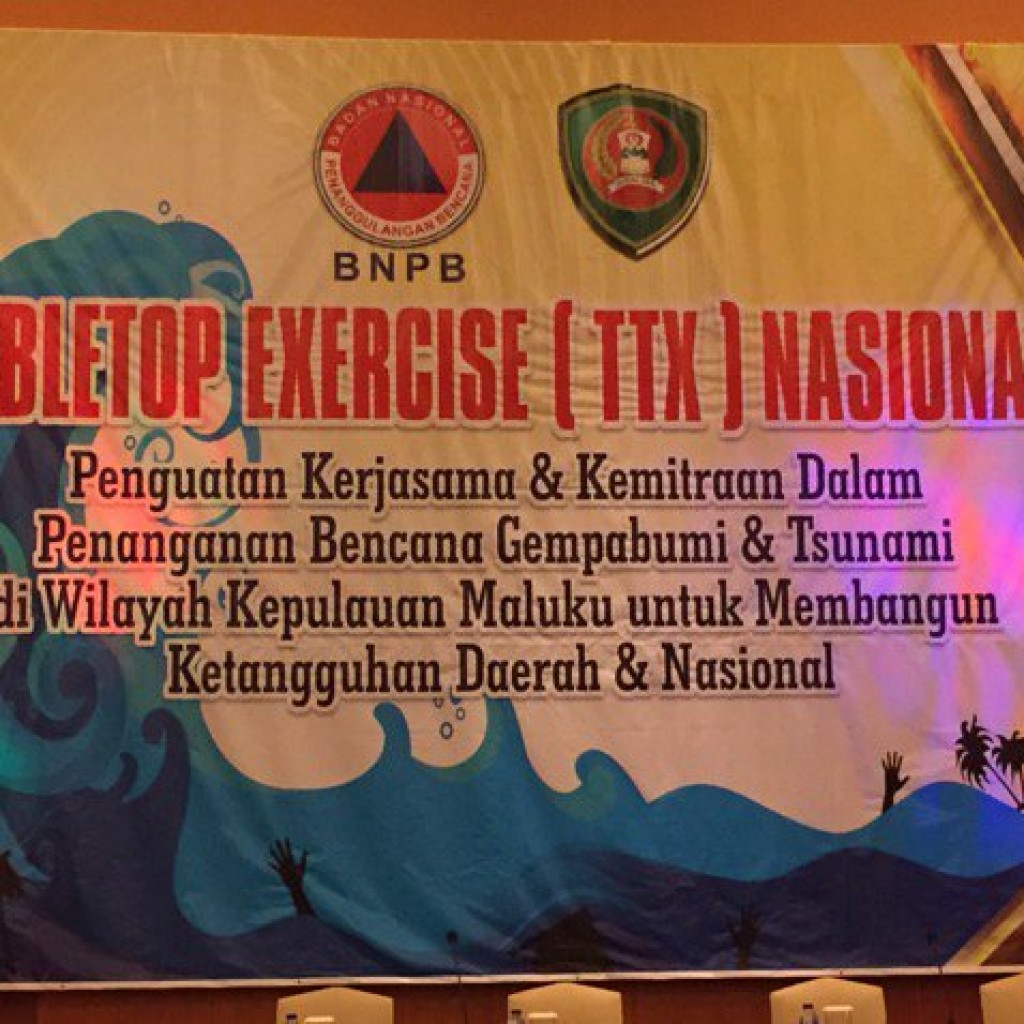 BADAN NASIONAL
PENANGGULANGAN BENCANA
BNPB
BLETOP EXERCISE ( TTX ) NASIONA
Penguatan Kerjasama & Kemitraan Dalam
Penanganan Bencana Gempabumi & Tsunami
di Wilayah Kepulauan Maluku untuk Membangun
Ketangguhan Daerah & Nasional